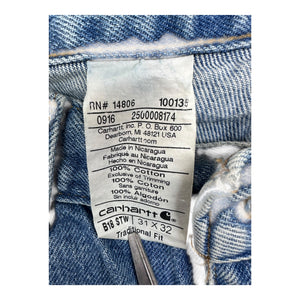 RN# 14806 100135
0916 2500008174
Carhartt Inc. P.O. Box 600
Dearborn, MI 48121 USA
Carhartt.com
Made in Nicaragua
Fabriqué au Nicaragua
Hecho en Nicaragua
100% Cotton
Exclusive of Trimming
100% Coton
Sans garniture
100% Algodón
Sin incluir adorno
carhartt
B18 STW 31 X 32
Traditional Fit